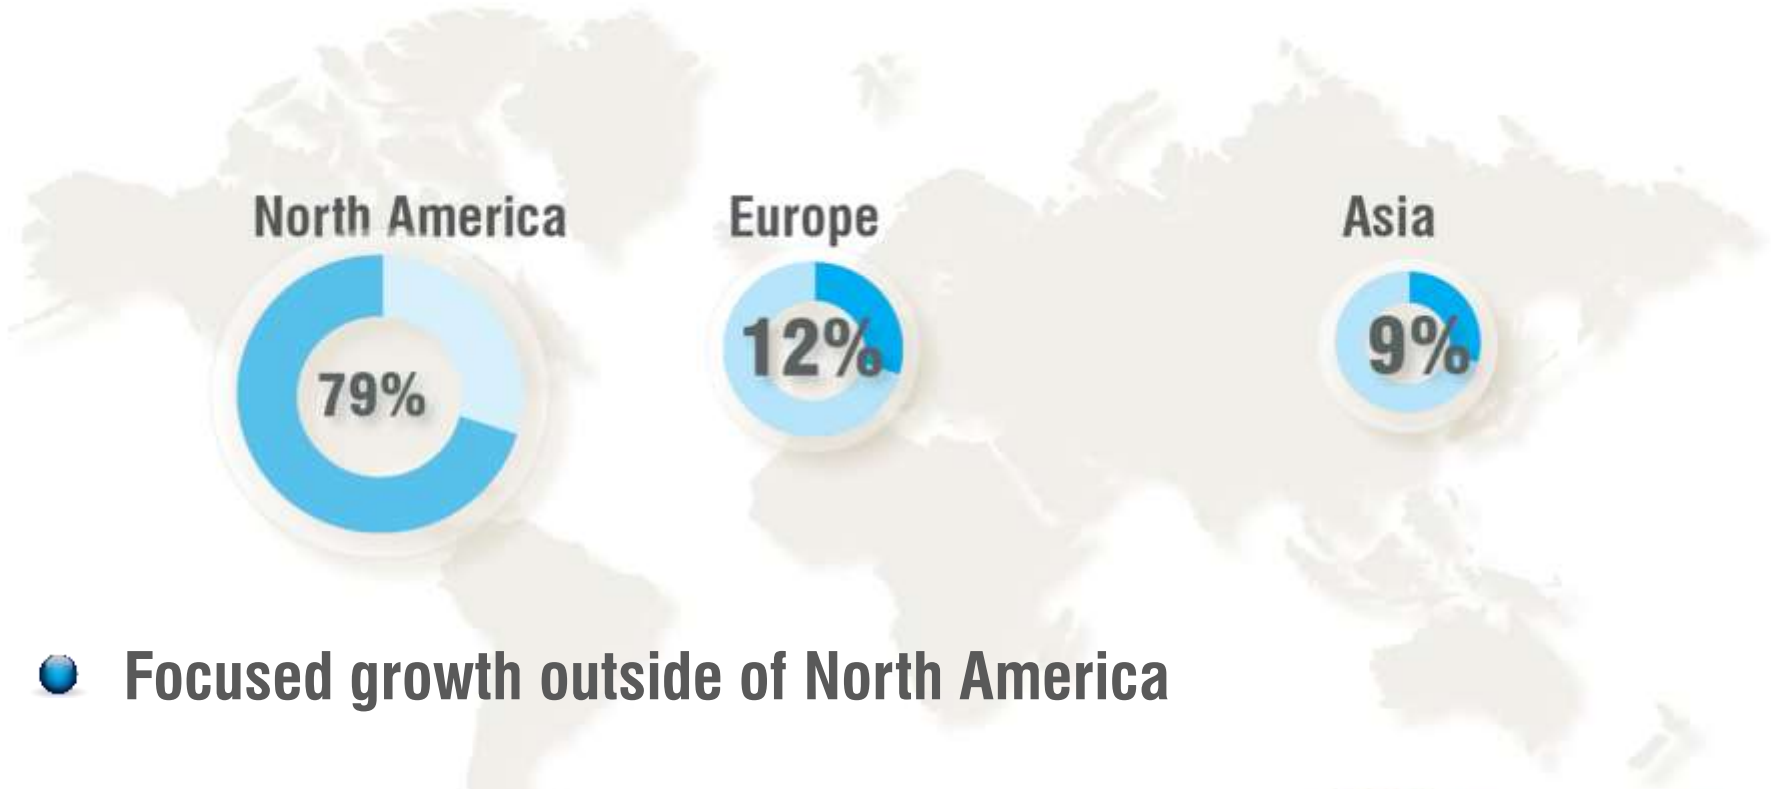 North America
Europe
Asia
79%
12%
9%
Focused growth outside of North America